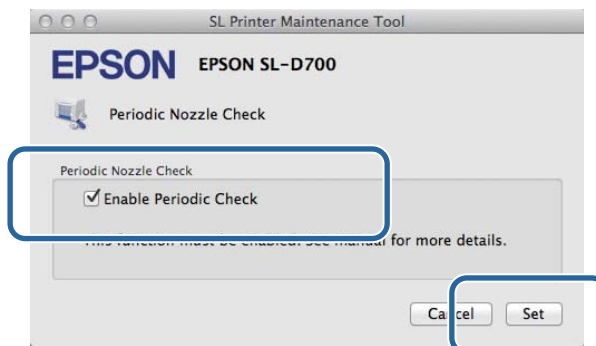 SL Printer Maintenance Tool
EPSON EPSON SL-D700
Periodic Nozzle Check
Periodic Nozzle Check
Enable Periodic Check
This function must be enabled. See manual for more details.
Cancel Set